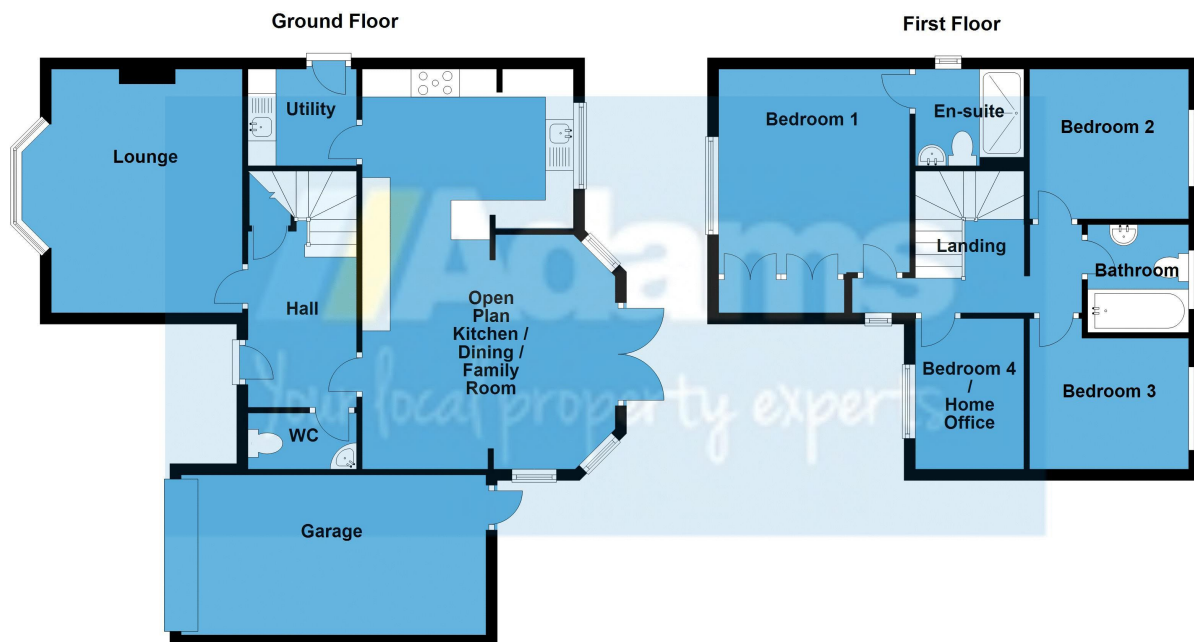 Ground Floor
First Floor
Utility
Lounge
Hall
WC
Open
Plan
Kitchen /
Dining /
Family
Room
Garage
Bedroom 1
En-suite
Bedroom 2
Landing
Bathroom
Bedroom 4
/
Home
Office
Bedroom 3
Adams
Your local property experts